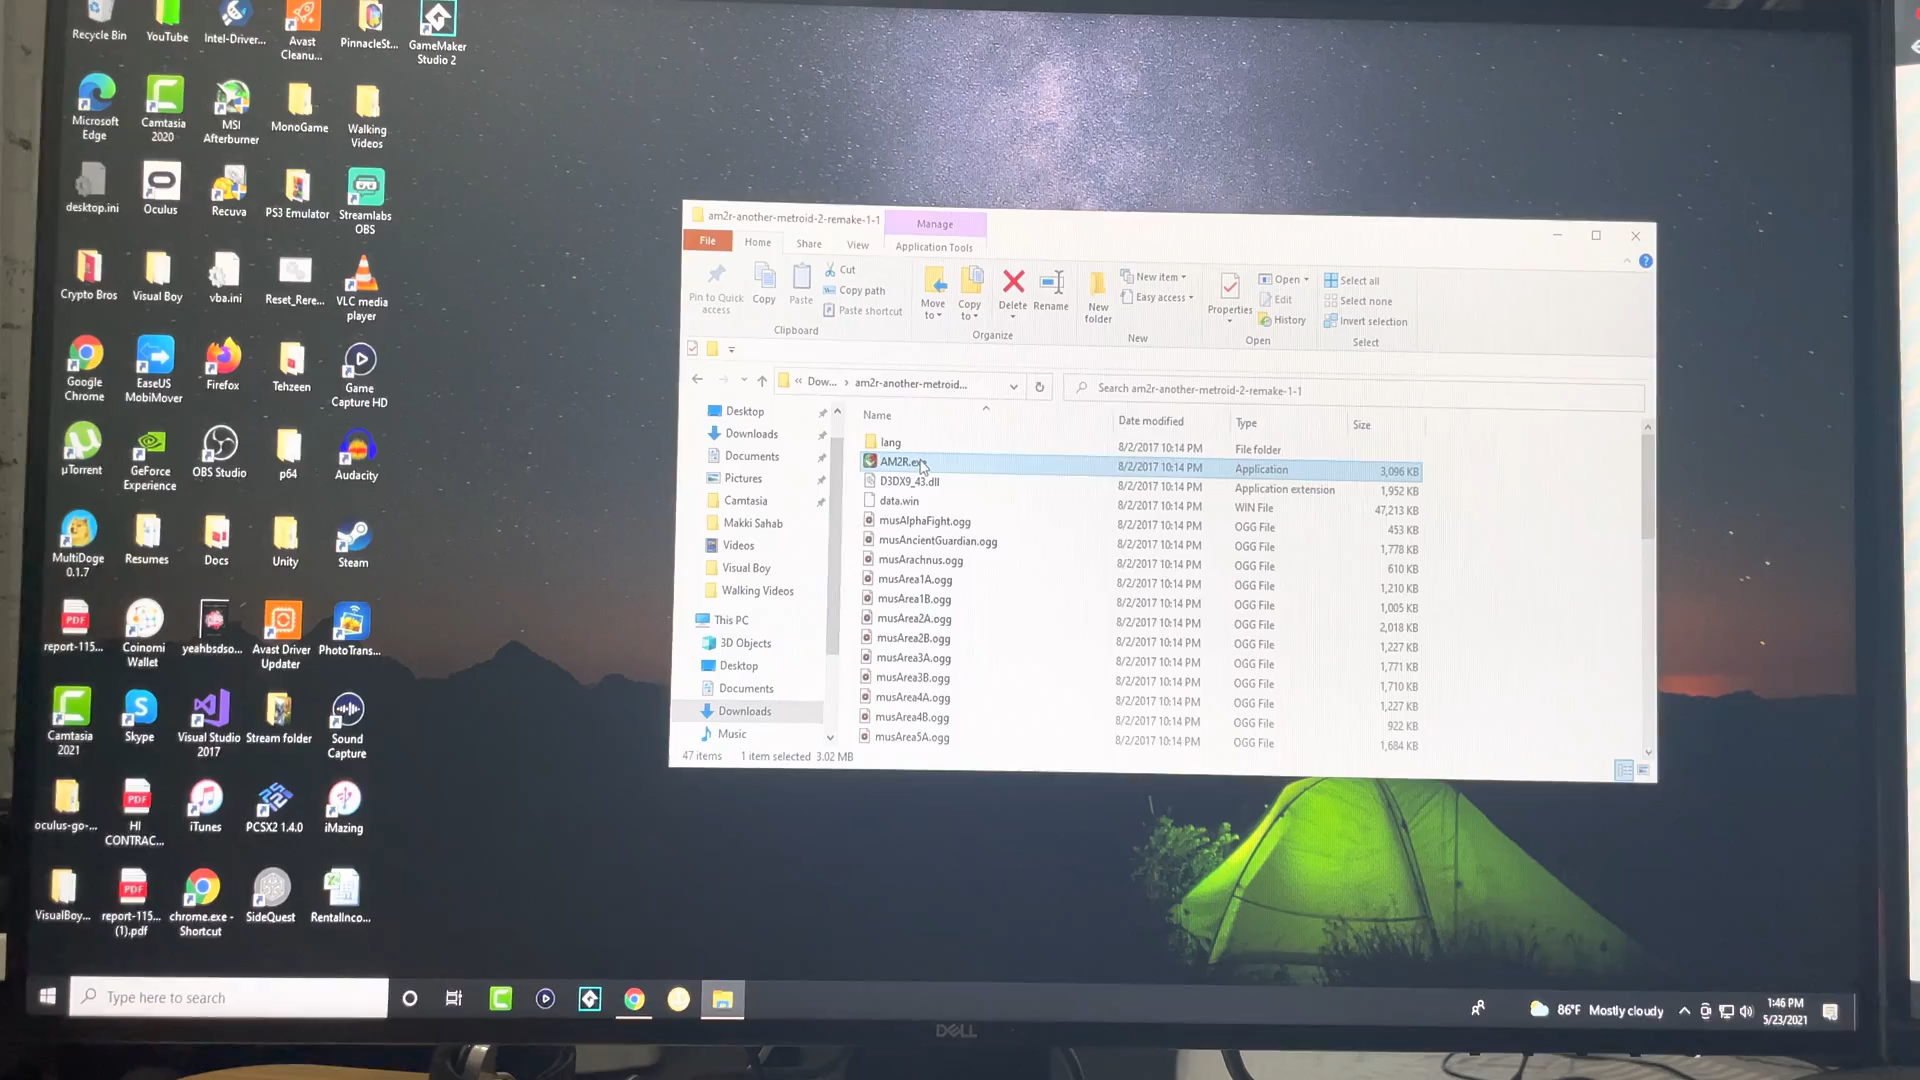 Recycle Bin
YouTube
Intel-Driver...
Avast
Cleanu...
PinnacleSt...
GameMaker
Studio 2
Microsoft
Edge
Camtasia
2020
MSI
Afterburner
MonoGame
Walking
Videos
desktop.ini
Oculus
Recuva
PS3 Emulator
Streamlabs
OBS
Crypto Bros
Visual Boy
vba.ini
Reset_Rere...
VLC media
player
Google
Chrome
EaseUS
MobiMover
Firefox
Tehzeen
Game
Capture HD
µTorrent
GeForce
Experience
OBS Studio
p64
Audacity
MultiDoge
0.1.7
Resumes
Docs
Unity
Steam
report-115...
Coinomi
Wallet
yeahbsdso...
Avast Driver
Updater
PhotoTrans...
Camtasia
2021
Skype
Visual Studio
2017
Stream folder
Sound
Capture
oculus-go-...
HI
CONTRAC...
iTunes
PCSX2 1.4.0
iMazing
VisualBoy...
report-115...
(1).pdf
chrome.exe -
Shortcut
SideQuest
RentalInco...
am2r-another-metroid-2-remake-1-1
Manage
File
Home
Share
View
Application Tools
Pin to Quick
access
Copy
Paste
Cut
Copy path
Paste shortcut
Clipboard
Move
to
Copy
to
Delete
Rename
Organize
New
folder
New item
Easy access
New
Properties
Open
Edit
History
Open
Select all
Select none
Invert selection
Select
« Dow... › am2r-another-metroid...
Search am2r-another-metroid-2-remake-1-1
Desktop
Downloads
Documents
Pictures
Camtasia
Makki Sahab
Videos
Visual Boy
Walking Videos
This PC
3D Objects
Desktop
Documents
Downloads
Music
Name Date modified Type Size
lang 8/2/2017 10:14 PM File folder
AM2R.exe 8/2/2017 10:14 PM Application 3,096 KB
D3DX9_43.dll 8/2/2017 10:14 PM Application extension 1,952 KB
data.win 8/2/2017 10:14 PM WIN File 47,213 KB
musAlphaFight.ogg 8/2/2017 10:14 PM OGG File 453 KB
musAncientGuardian.ogg 8/2/2017 10:14 PM OGG File 1,778 KB
musArachnus.ogg 8/2/2017 10:14 PM OGG File 610 KB
musArea1A.ogg 8/2/2017 10:14 PM OGG File 1,210 KB
musArea1B.ogg 8/2/2017 10:14 PM OGG File 1,005 KB
musArea2A.ogg 8/2/2017 10:14 PM OGG File 2,018 KB
musArea2B.ogg 8/2/2017 10:14 PM OGG File 1,227 KB
musArea3A.ogg 8/2/2017 10:14 PM OGG File 1,771 KB
musArea3B.ogg 8/2/2017 10:14 PM OGG File 1,710 KB
musArea4A.ogg 8/2/2017 10:14 PM OGG File 1,227 KB
musArea4B.ogg 8/2/2017 10:14 PM OGG File 922 KB
musArea5A.ogg 8/2/2017 10:14 PM OGG File 1,684 KB
47 items 1 item selected 3.02 MB
Type here to search
86°F Mostly cloudy
1:46 PM
5/23/2021
DELL